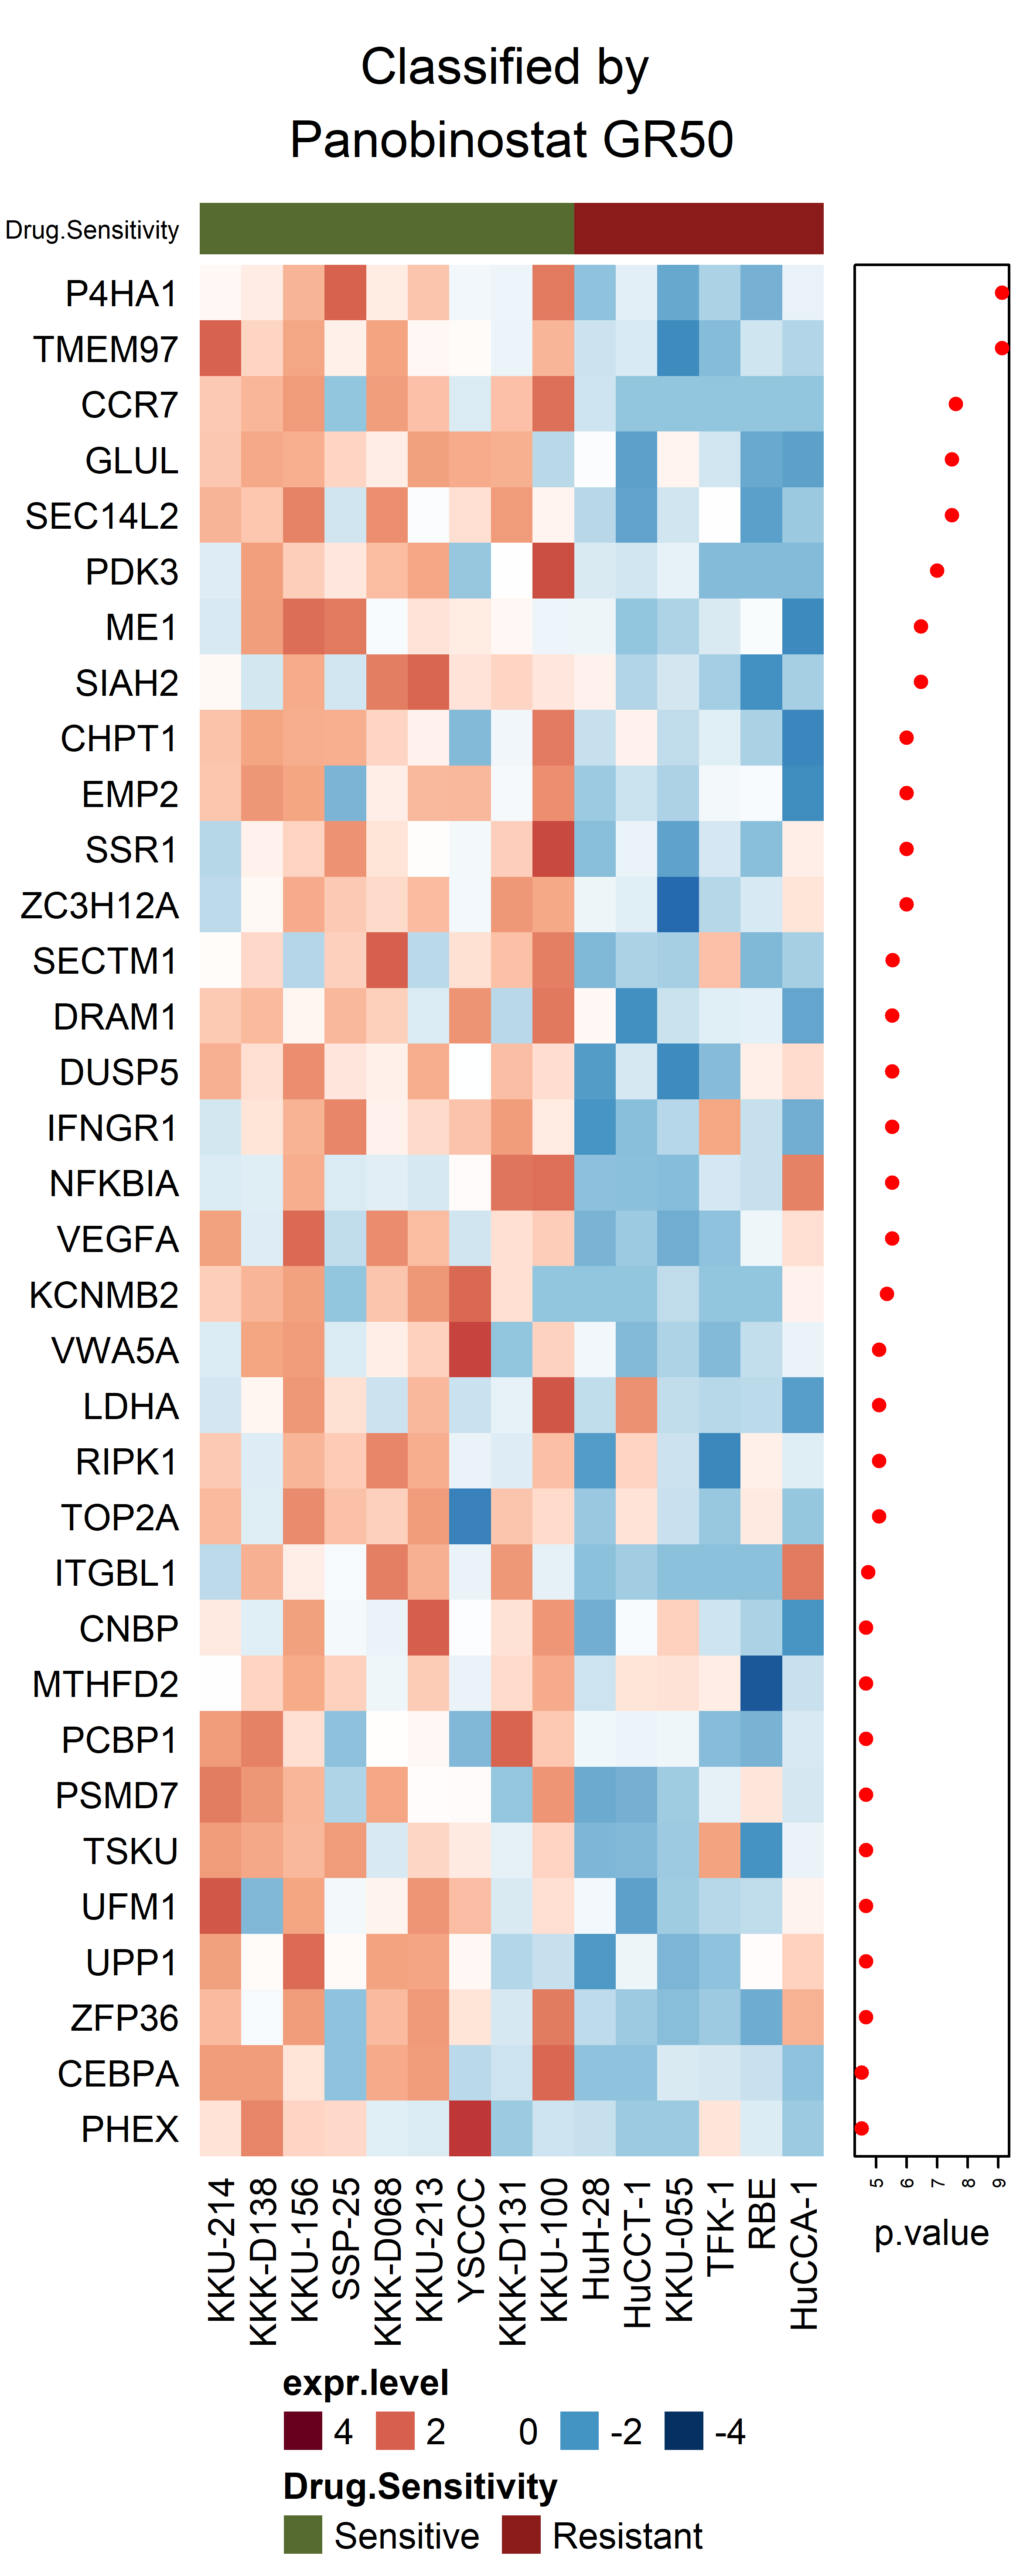 Classified by
Panobinostat GR50
Drug.Sensitivity
P4HA1
TMEM97
CCR7
GLUL
SEC14L2
PDK3
ME1
SIAH2
CHPT1
EMP2
SSR1
ZC3H12A
SECTM1
DRAM1
DUSP5
IFNGR1
NFKBIA
VEGFA
KCNMB2
VWA5A
LDHA
RIPK1
TOP2A
ITGBL1
CNBP
MTHFD2
PCBP1
PSMD7
TSKU
UFM1
UPP1
ZFP36
CEBPA
PHEX
KKU-214
KKK-D138
KKU-156
SSP-25
KKK-D068
KKU-213
YSCCC
KKK-D131
KKU-100
HuH-28
HuCCT-1
KKU-055
TFK-1
RBE
HuCCA-1
5 6 7 8 9
p.value
expr.level
4 2 0 -2 -4
Drug.Sensitivity
Sensitive Resistant